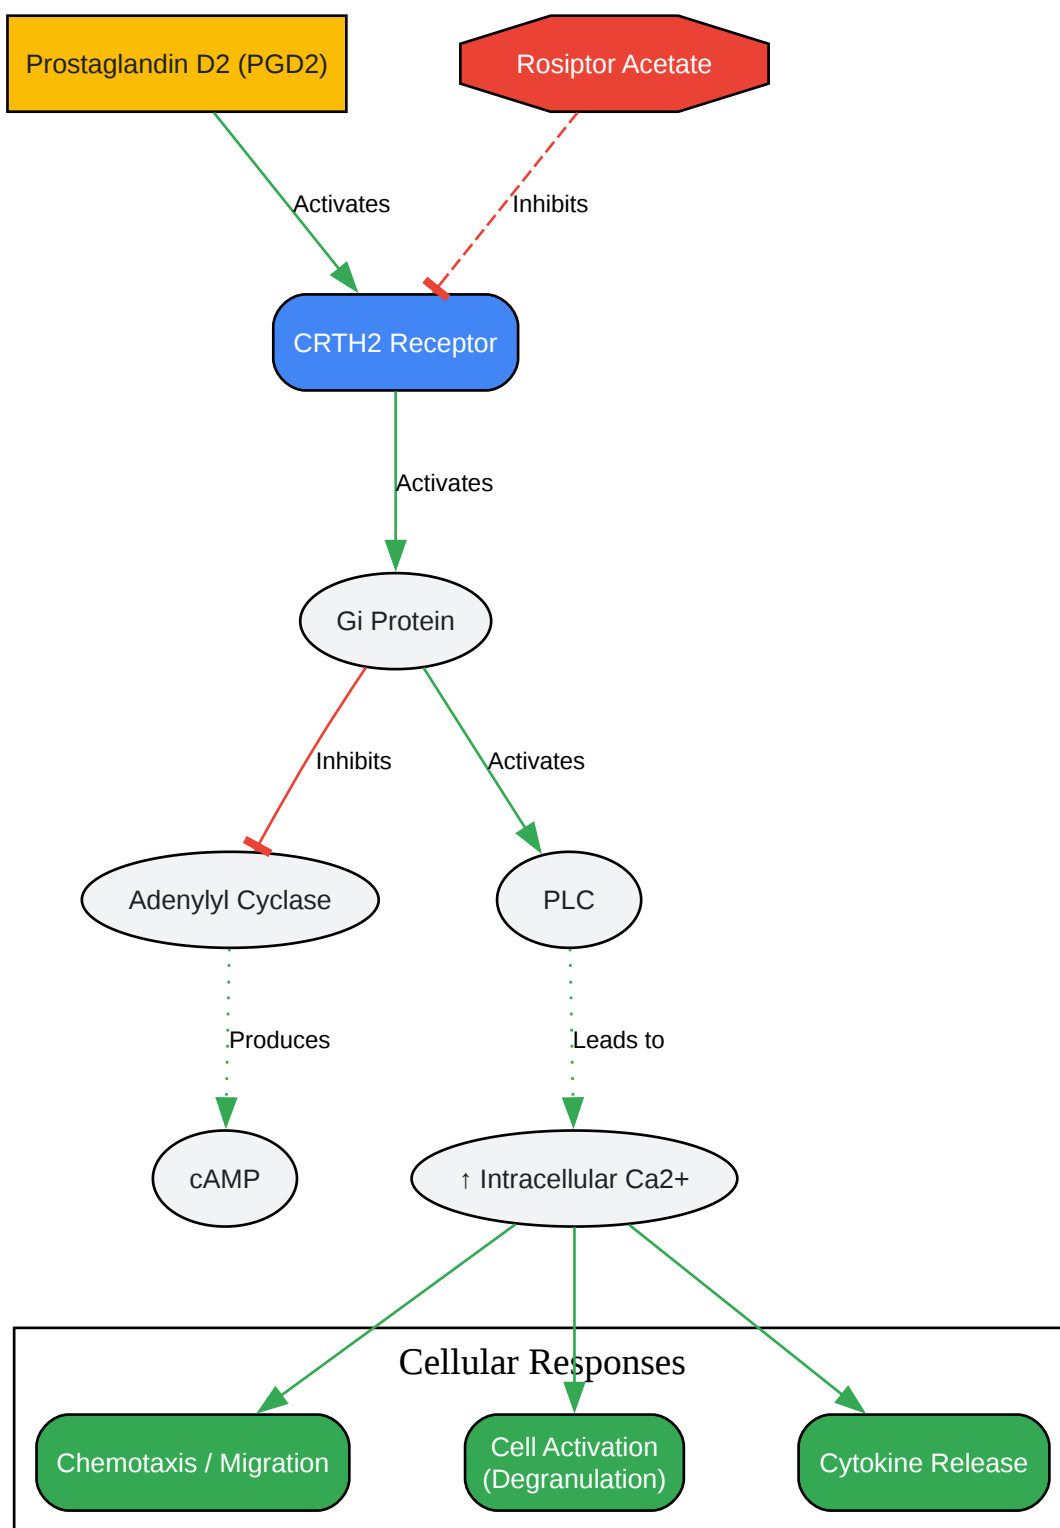 Prostaglandin D2 (PGD2)
Rosiptor Acetate
Activates
Inhibits
CRTH2 Receptor
Activates
Gi Protein
Inhibits
Activates
Adenylyl Cyclase
PLC
Produces
Leads to
cAMP
↑ Intracellular Ca2+
Cellular Responses
Chemotaxis / Migration
Cell Activation
(Degranulation)
Cytokine Release